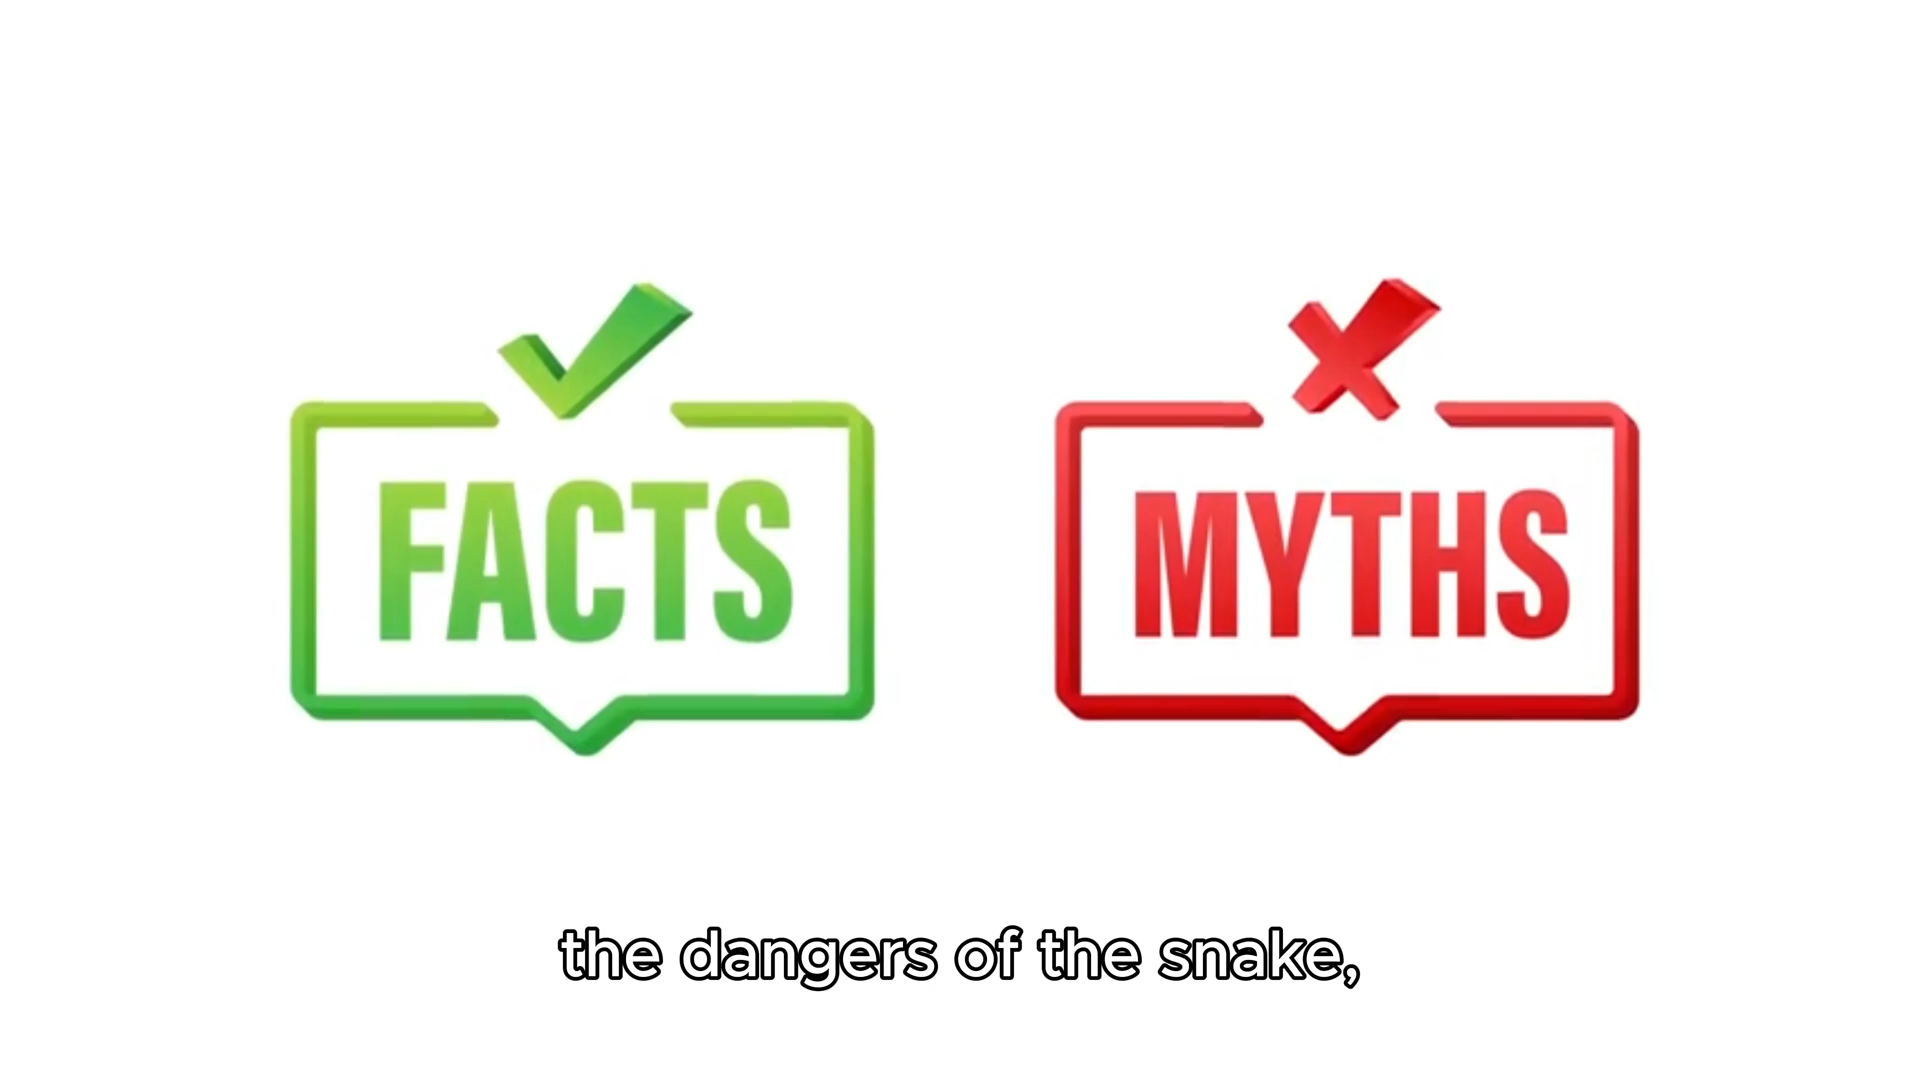 FACTS
MYTHS
the dangers of the snake,